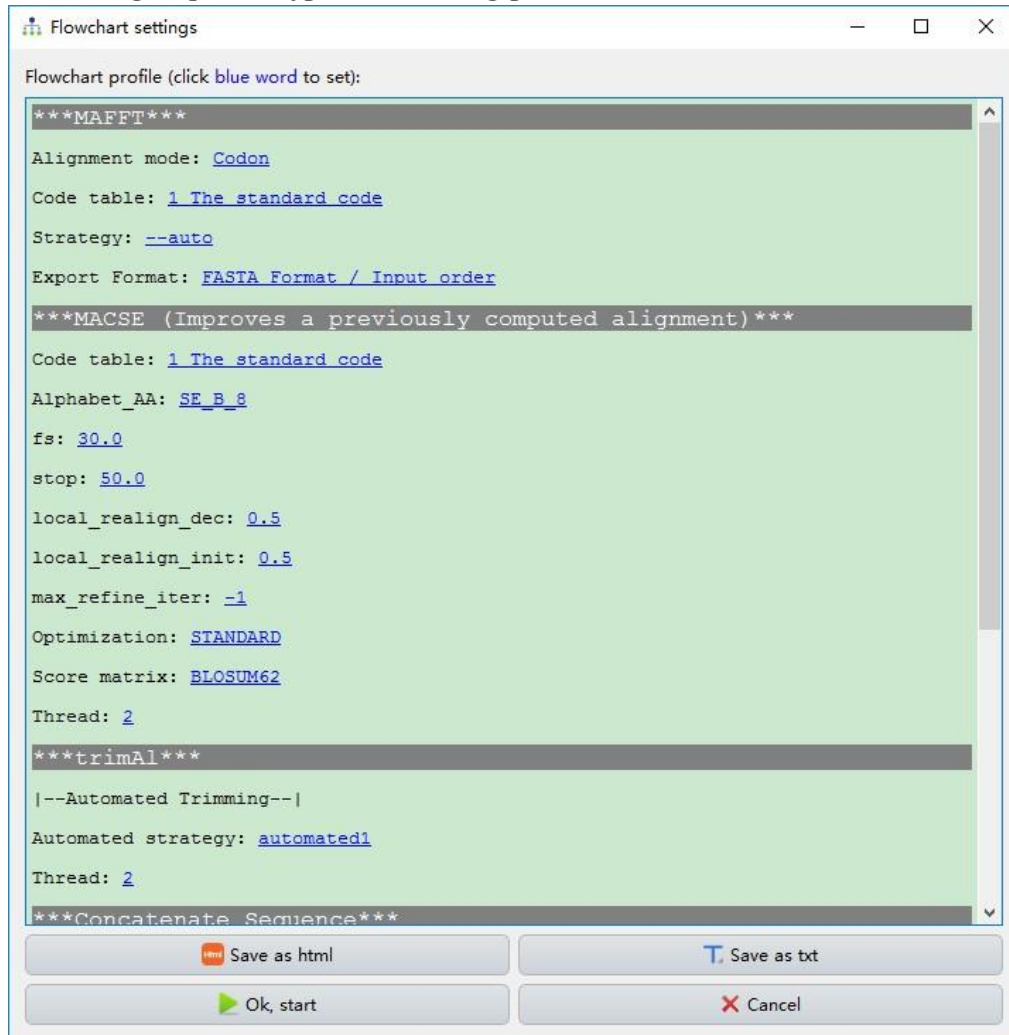 Flowchart settings
Flowchart profile (click blue word to set):
***MAFFT***
Alignment mode: Codon
Code table: 1 The standard code
Strategy: --auto
Export Format: FASTA Format / Input order
***MACSE (Improves a previously computed alignment)***
Code table: 1 The standard code
Alphabet_AA: SE_B_8
fs: 30.0
stop: 50.0
local_realign_dec: 0.5
local_realign_init: 0.5
max_refine_iter: -1
Optimization: STANDARD
Score matrix: BLOSUM62
Thread: 2
***trimAl***
|--Automated Trimming--|
Automated strategy: automated1
Thread: 2
***Concatenate Sequence***
Html Save as html
Save as txt
Ok, start
Cancel